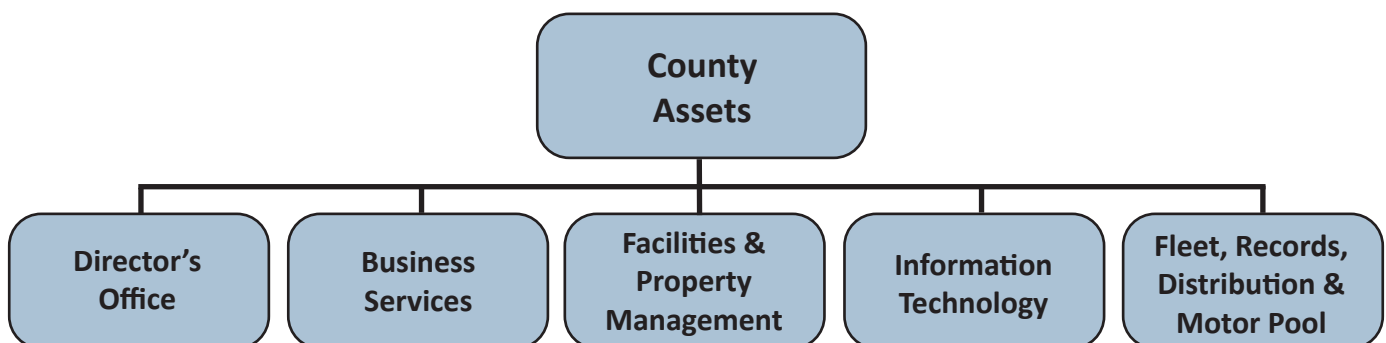 County
Assets
Director’s
Office
Business
Services
Facilities &
Property
Management
Information
Technology
Fleet, Records,
Distribution &
Motor Pool